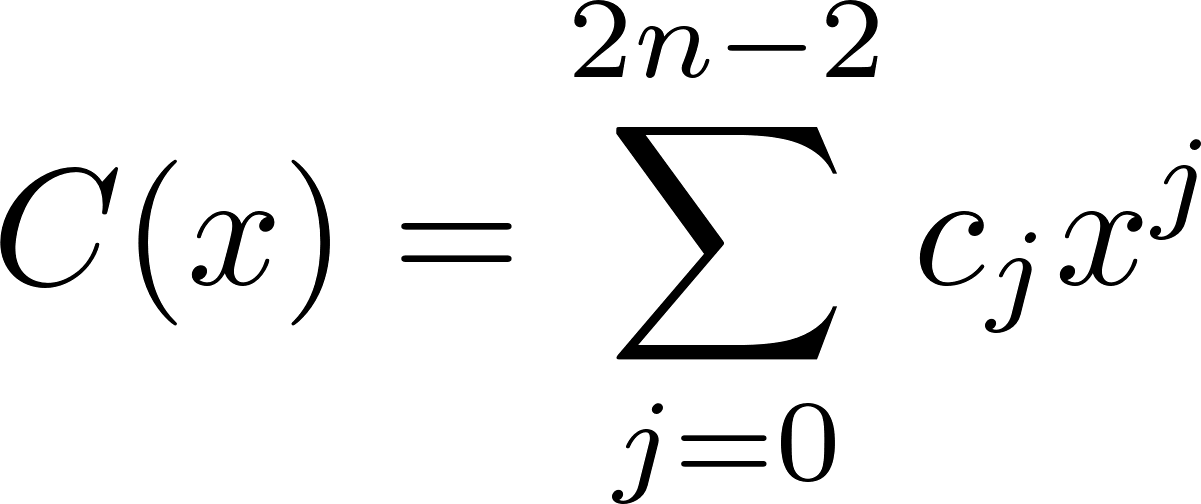 C(x) = \sum_{j=0}^{2n-2} c_j x^j